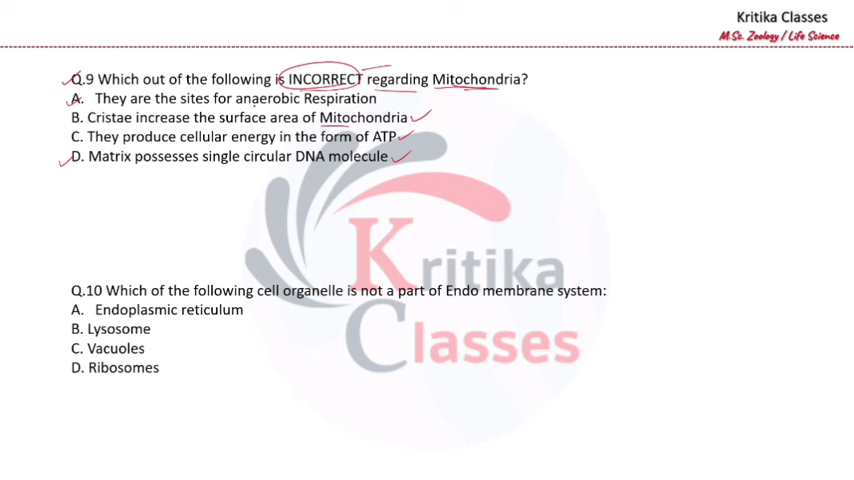 Kritika Classes
M.Sc. Zoology / Life Science
Q.9 Which out of the following is INCORRECT regarding Mitochondria?
A. They are the sites for anaerobic Respiration
B. Cristae increase the surface area of Mitochondria
C. They produce cellular energy in the form of ATP
D. Matrix possesses single circular DNA molecule
Kritika
Classes
Q.10 Which of the following cell organelle is not a part of Endo membrane system:
A. Endoplasmic reticulum
B. Lysosome
C. Vacuoles
D. Ribosomes